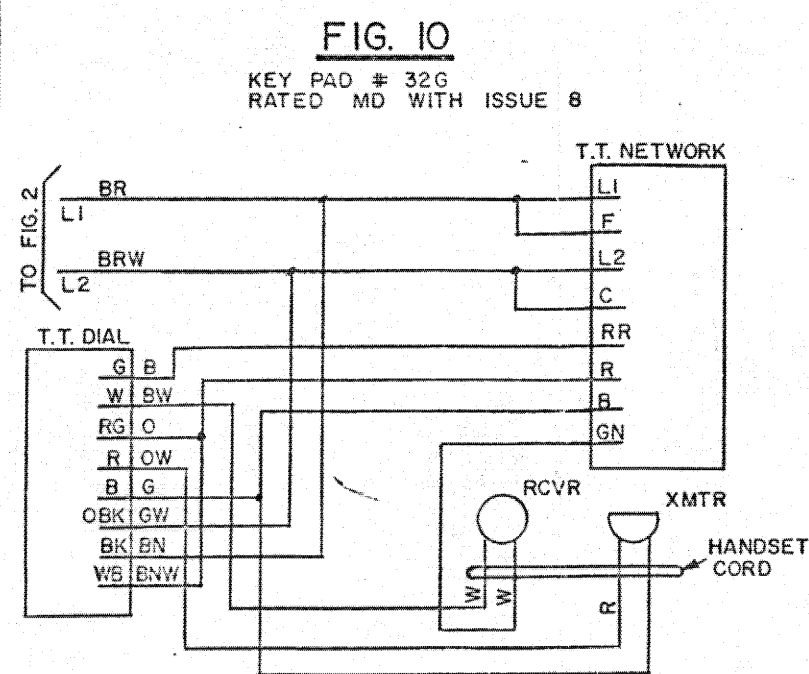 FIG. 10
KEY PAD # 32G
RATED MD WITH ISSUE 8
T.T. NETWORK
TO FIG. 2
BR
L1
BRW
L2
L1
F
L2
C
RR
R
B
GN
T.T. DIAL
G B
W BW
RG O
R OW
B G
OBK GW
BK BN
WB BNW
RCVR
XMTR
HANDSET
CORD
W
W
R